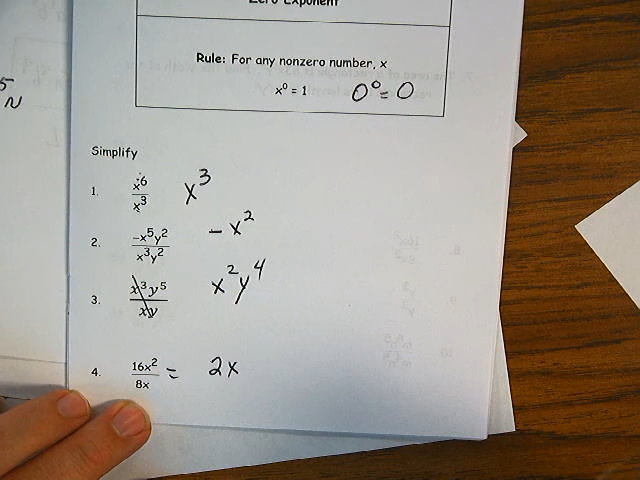 Zero Exponent
Rule: For any nonzero number, x
x⁰ = 1 0⁰ = 0
5
N
Simplify
1. x⁶/x³ x³
2. -x⁵y²/x³y² - x²
3. x³y⁵/xy x²y⁴
4. 16x²/8x = 2x